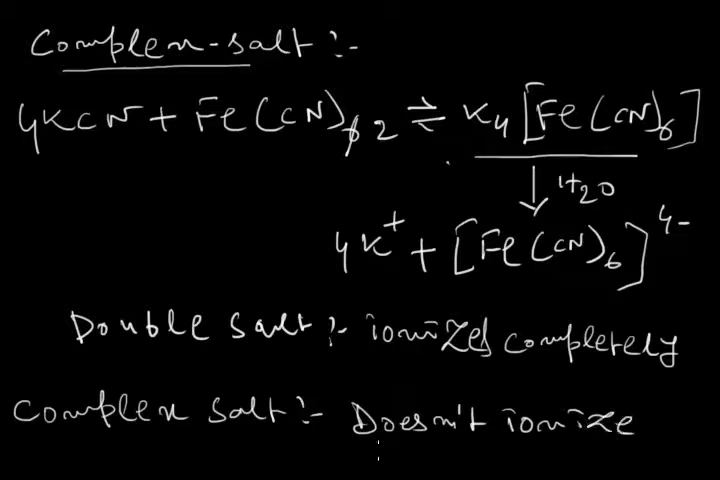 Complex-salt :-
4KCN + Fe(CN)2 ⇌ K4[Fe(CN)6]
↓ H2O
4K+ + [Fe(CN)6]4-
Double salt :- ionizes completely
Complex salt :- Doesn't ionize